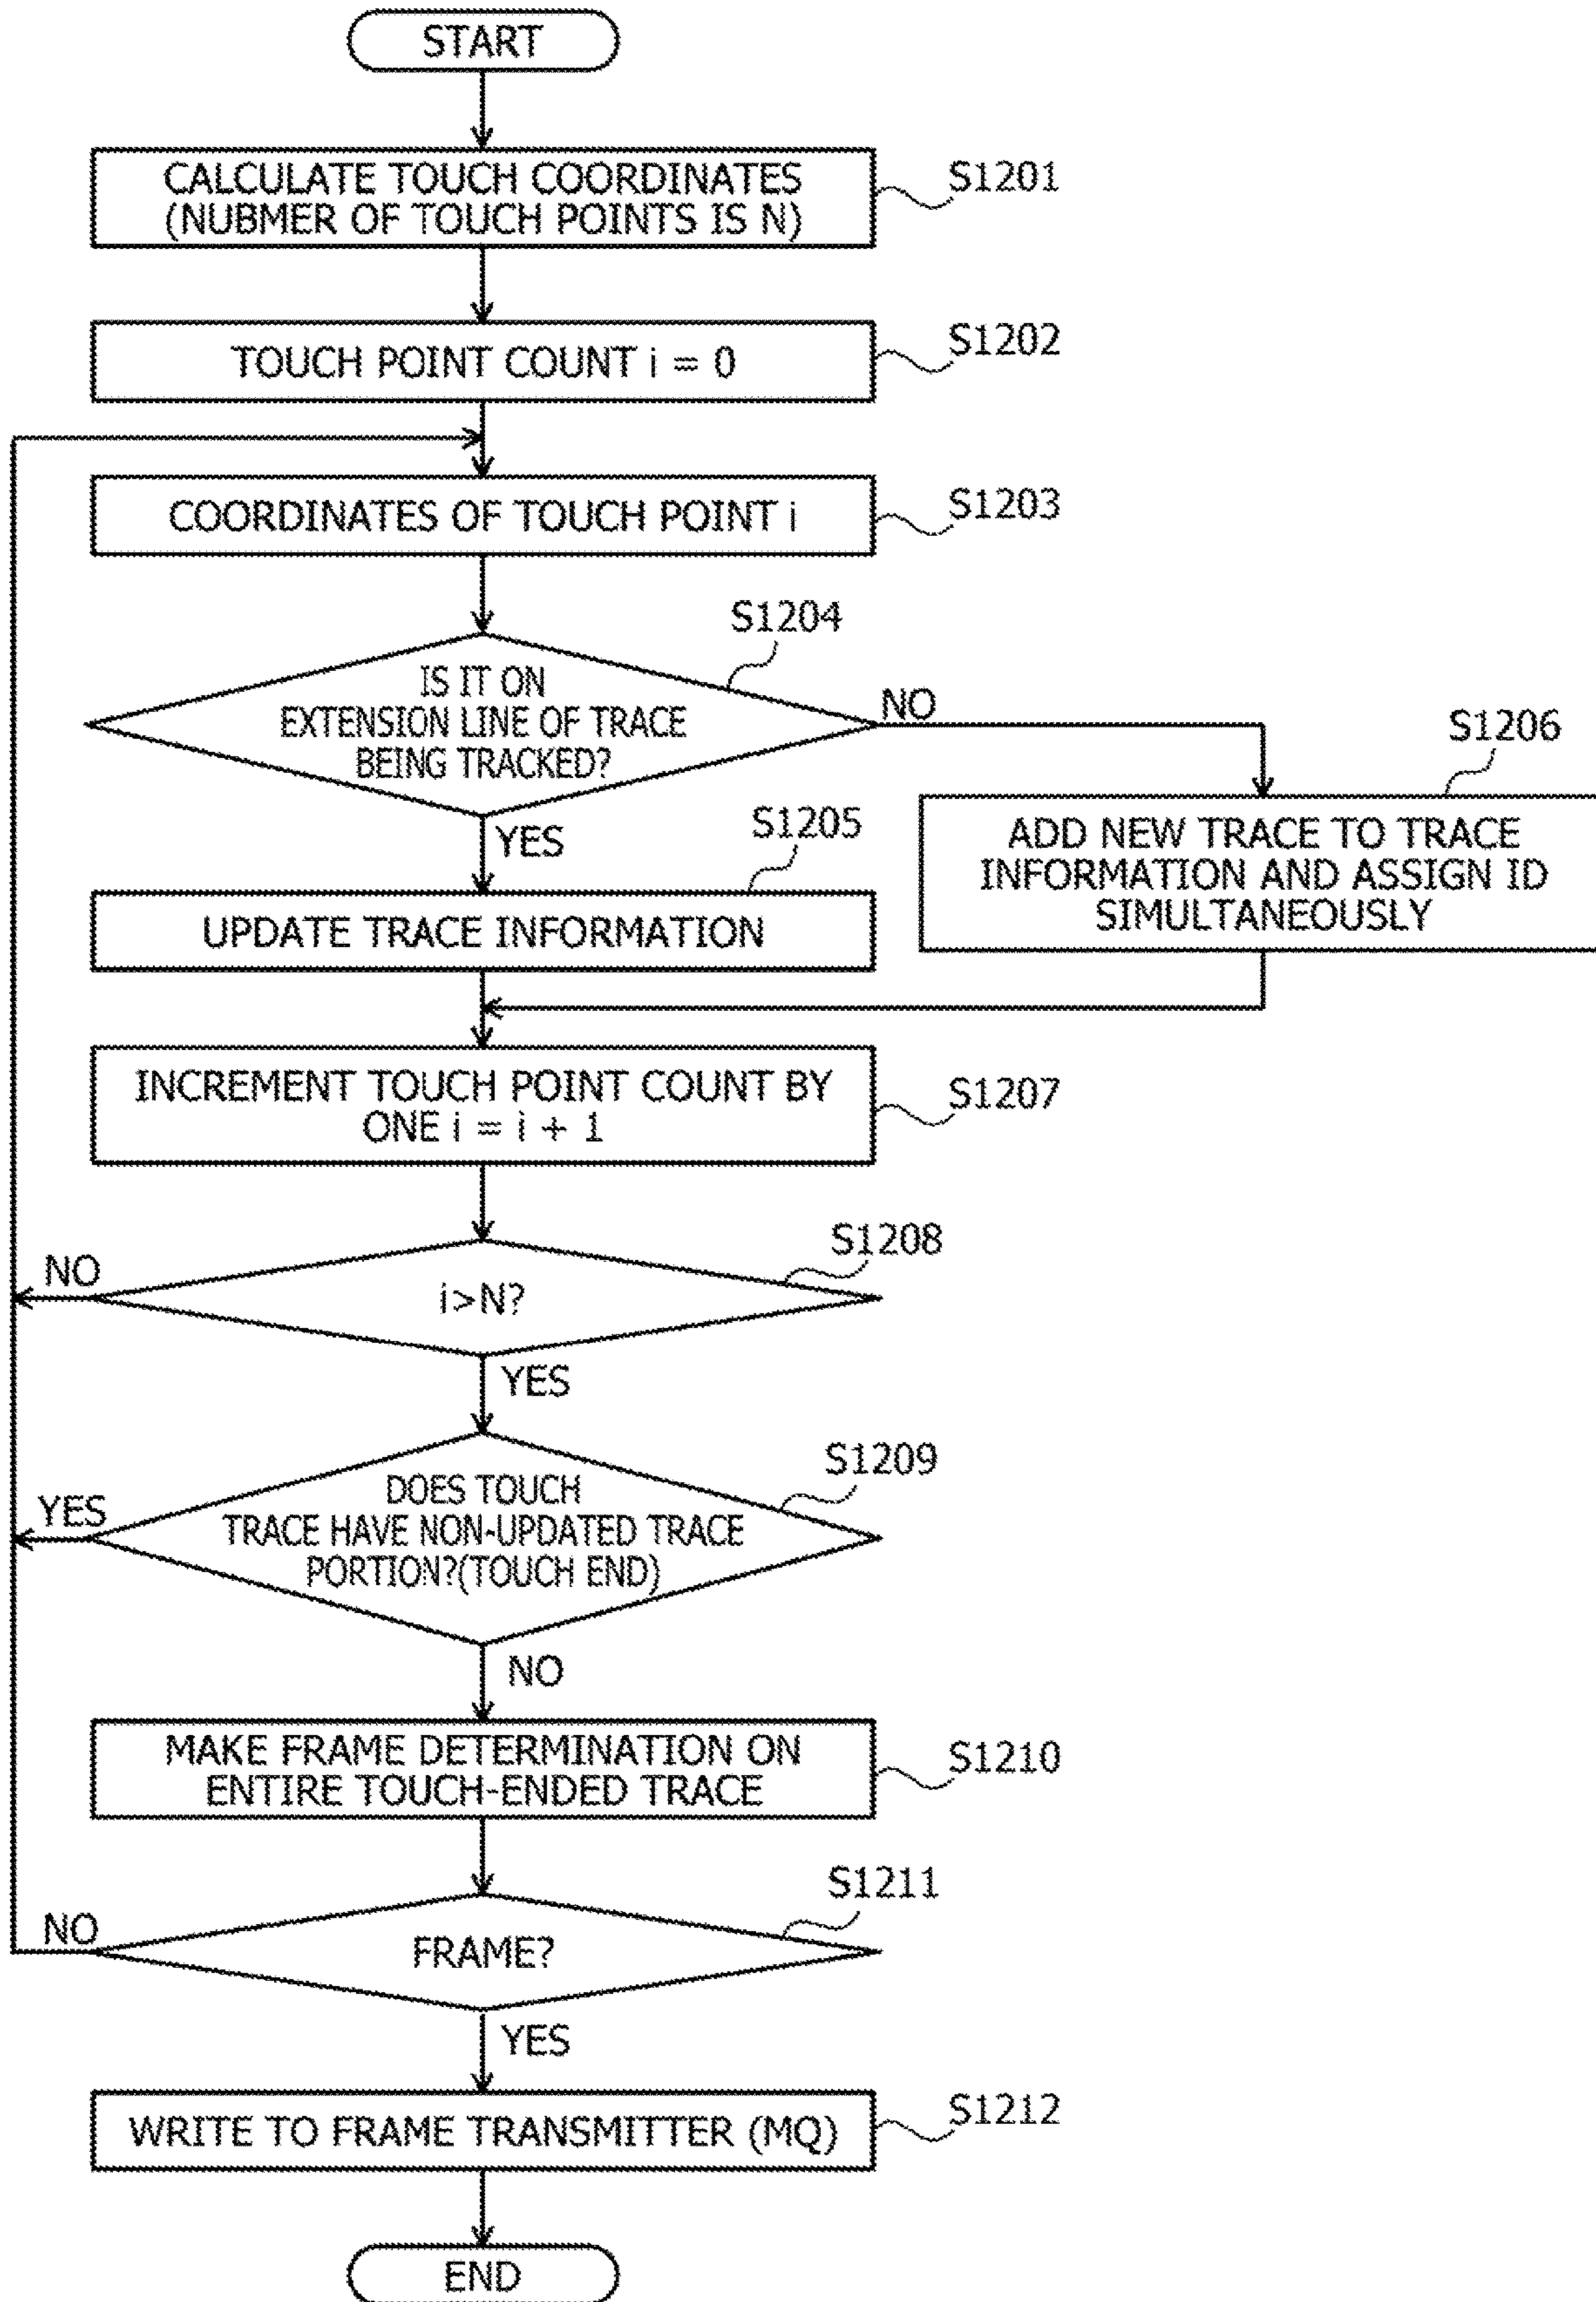 START
CALCULATE TOUCH COORDINATES
(NUBMER OF TOUCH POINTS IS N)
S1201
TOUCH POINT COUNT i = 0
S1202
COORDINATES OF TOUCH POINT i
S1203
S1204
IS IT ON
EXTENSION LINE OF TRACE
BEING TRACKED?
NO
YES
S1206
ADD NEW TRACE TO TRACE
INFORMATION AND ASSIGN ID
SIMULTANEOUSLY
S1205
UPDATE TRACE INFORMATION
INCREMENT TOUCH POINT COUNT BY
ONE i = i + 1
S1207
S1208
NO
i>N?
YES
S1209
YES
DOES TOUCH
TRACE HAVE NON-UPDATED TRACE
PORTION?(TOUCH END)
NO
MAKE FRAME DETERMINATION ON
ENTIRE TOUCH-ENDED TRACE
S1210
S1211
NO
FRAME?
YES
WRITE TO FRAME TRANSMITTER (MQ)
S1212
END